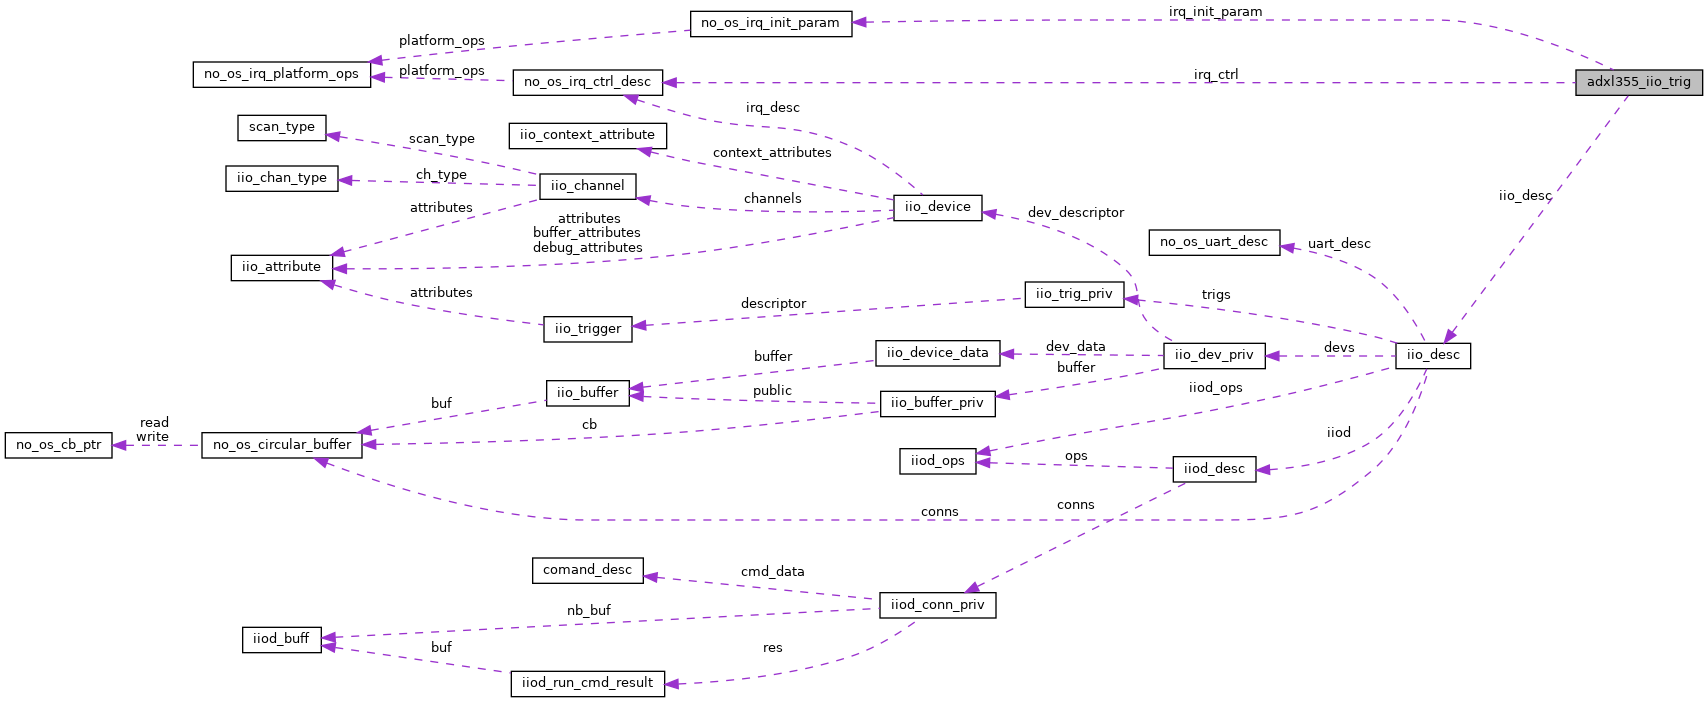 irq_init_param
no_os_irq_init_param
platform_ops
no_os_irq_platform_ops
platform_ops
no_os_irq_ctrl_desc
irq_ctrl
adxl355_iio_trig
irq_desc
scan_type
scan_type
iio_context_attribute
context_attributes
iio_chan_type
ch_type
iio_channel
channels
iio_device
iio_desc
attributes
attributes
buffer_attributes
debug_attributes
dev_descriptor
no_os_uart_desc
uart_desc
iio_attribute
attributes
descriptor
iio_trig_priv
trigs
iio_trigger
buffer
iio_device_data
dev_data
iio_dev_priv
devs
iio_desc
buffer
iiod_ops
iio_buffer
public
iio_buffer_priv
buf
cb
read
write
no_os_cb_ptr
no_os_circular_buffer
iiod
iiod_ops
ops
iiod_desc
conns
conns
comand_desc
cmd_data
nb_buf
iiod_conn_priv
iiod_buff
buf
res
iiod_run_cmd_result